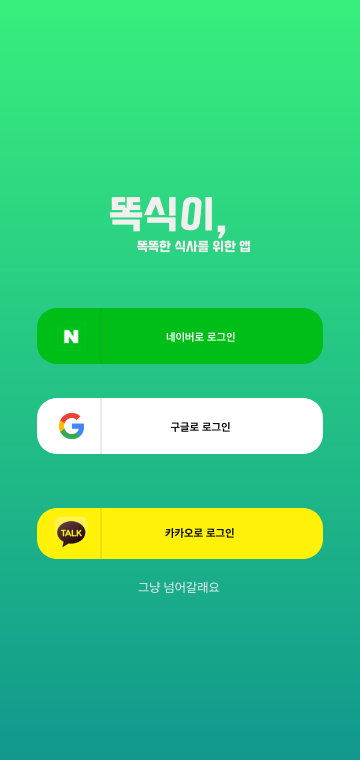 똑식이,
똑똑한 식사를 위한 앱
N
네이버로 로그인
G
구글로 로그인
TALK
카카오로 로그인
그냥 넘어갈래요